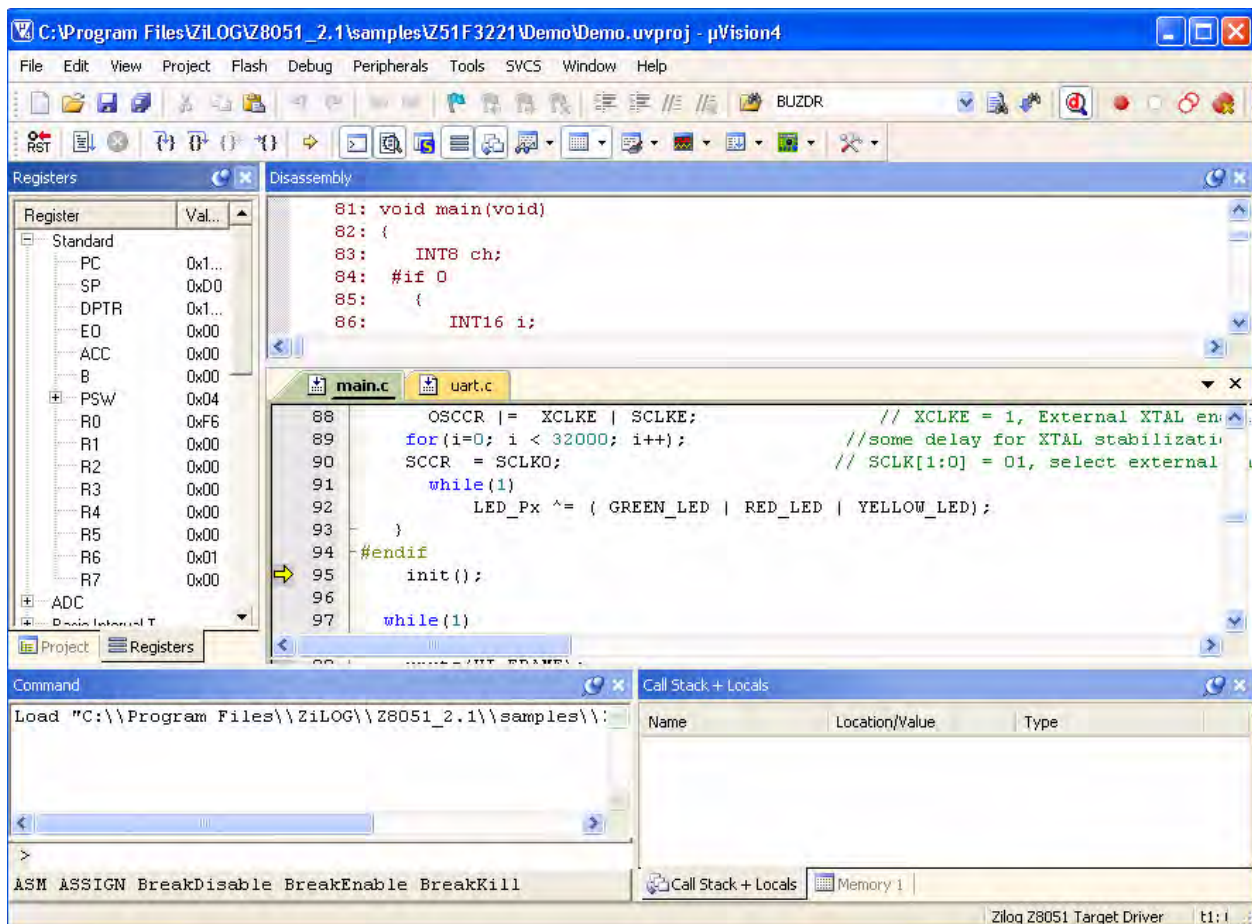 C:\Program Files\ZiLOG\Z8051_2.1\samples\Z51F3221\Demo\Demo.uvproj - µVision4
File Edit View Project Flash Debug Peripherals Tools SVCS Window Help
BUZDR
RST
Registers
Register Val...
Standard
PC 0x1...
SP 0xD0
DPTR 0x1...
EO 0x00
ACC 0x00
B 0x00
PSW 0x04
R0 0xF6
R1 0x00
R2 0x00
R3 0x00
R4 0x00
R5 0x00
R6 0x01
R7 0x00
ADC
Project Registers
Disassembly
81: void main(void)
82: {
83: INT8 ch;
84: #if 0
85: {
86: INT16 i;
main.c uart.c
88 OSCCR |= XCLKE | SCLKE; // XCLKE = 1, External XTAL en
89 for(i=0; i < 32000; i++); //some delay for XTAL stabilizati
90 SCCR = SCLK0; // SCLK[1:0] = 01, select external
91 while(1)
92 LED_Px ^= ( GREEN_LED | RED_LED | YELLOW_LED);
93 }
94 #endif
95 init();
96
97 while(1)
Command
Load "C:\\Program Files\\ZiLOG\\Z8051_2.1\\samples\\
>
ASM ASSIGN BreakDisable BreakEnable BreakKill
Call Stack + Locals
Name Location/Value Type
Call Stack + Locals Memory 1
Zilog Z8051 Target Driver t1: